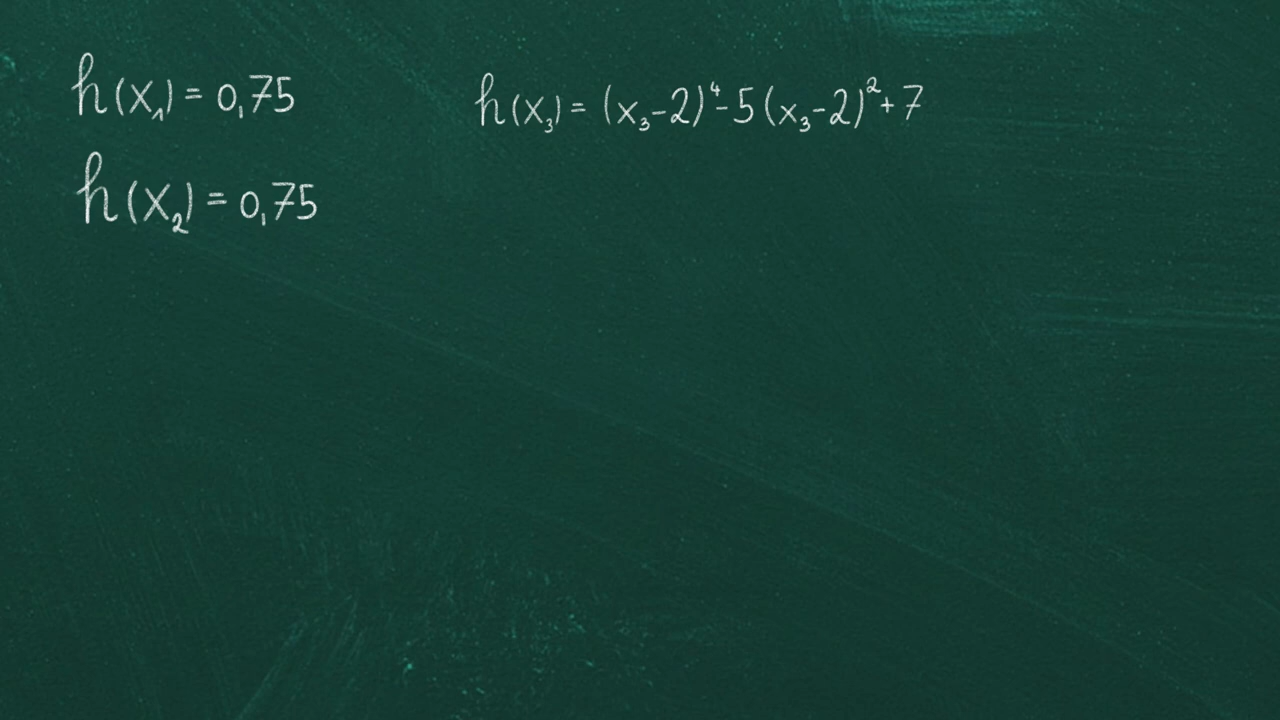 h(x₁) = 0,75
h(x₃) = (x₃-2)⁴-5(x₃-2)²+7
h(x₂) = 0,75